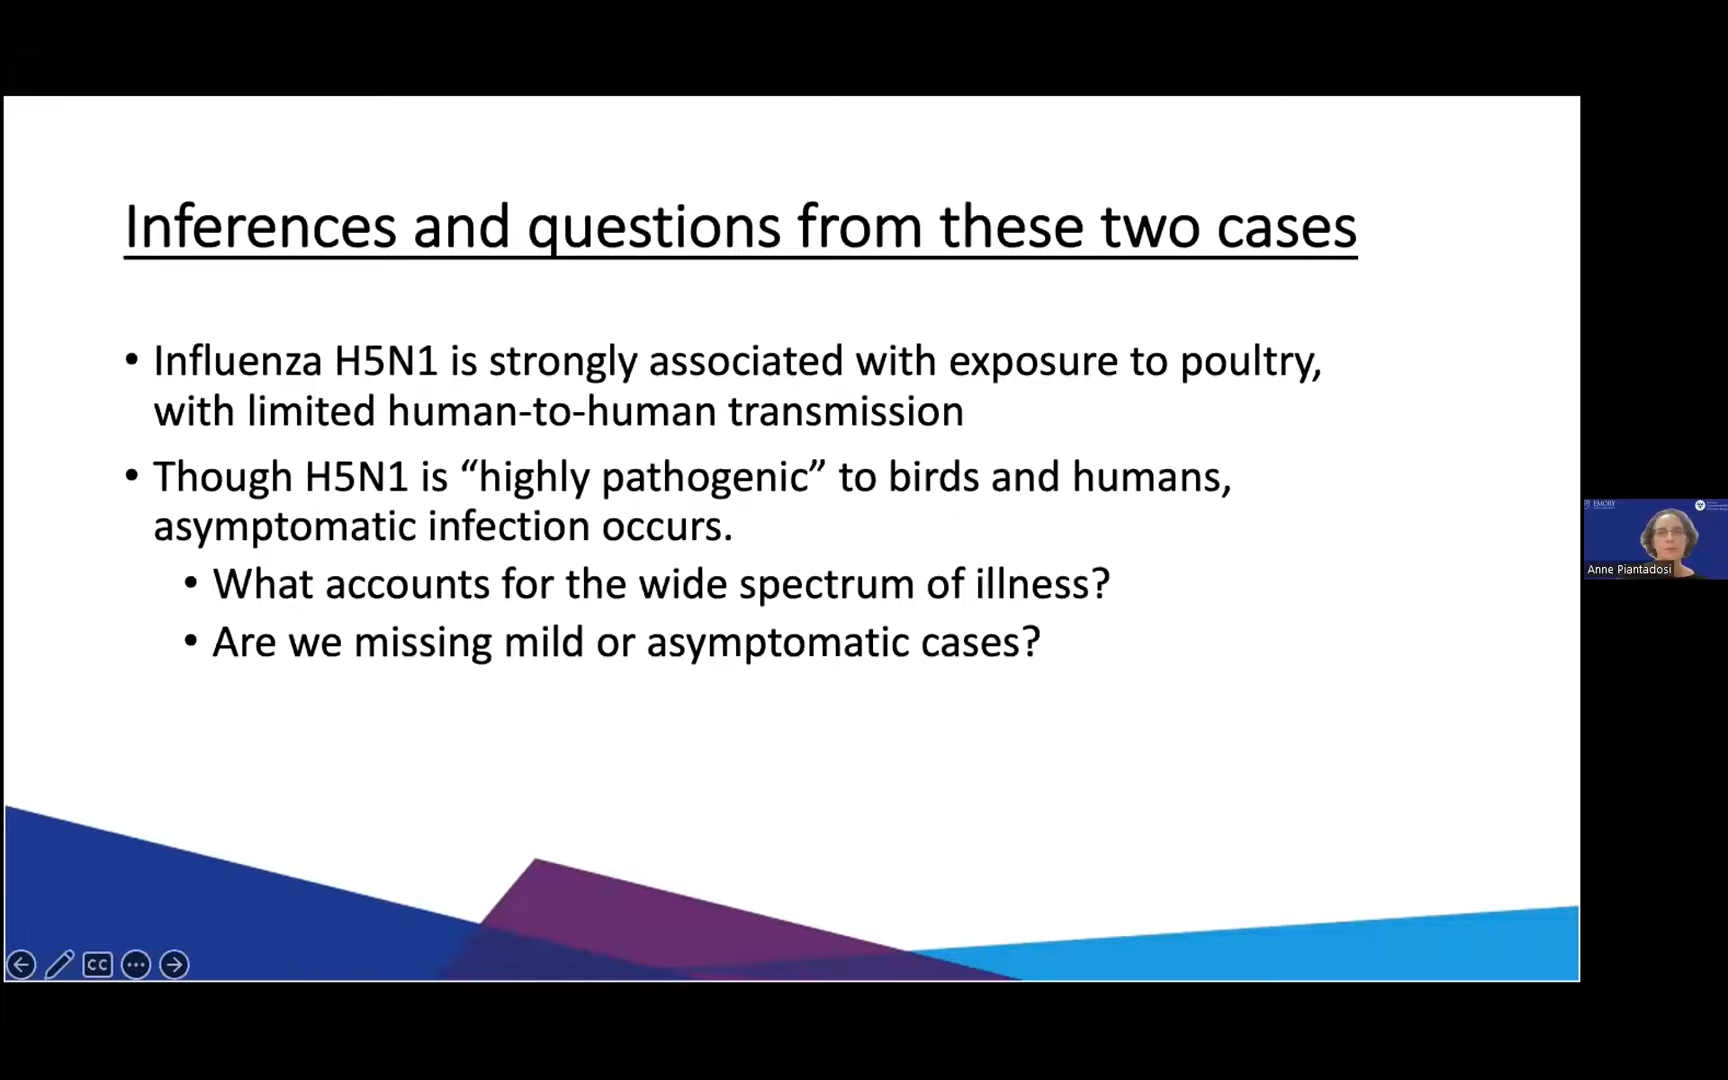 Inferences and questions from these two cases
• Influenza H5N1 is strongly associated with exposure to poultry,
with limited human-to-human transmission
• Though H5N1 is “highly pathogenic” to birds and humans,
asymptomatic infection occurs.
• What accounts for the wide spectrum of illness?
• Are we missing mild or asymptomatic cases?
EMORY
Anne Piantadosi
CC